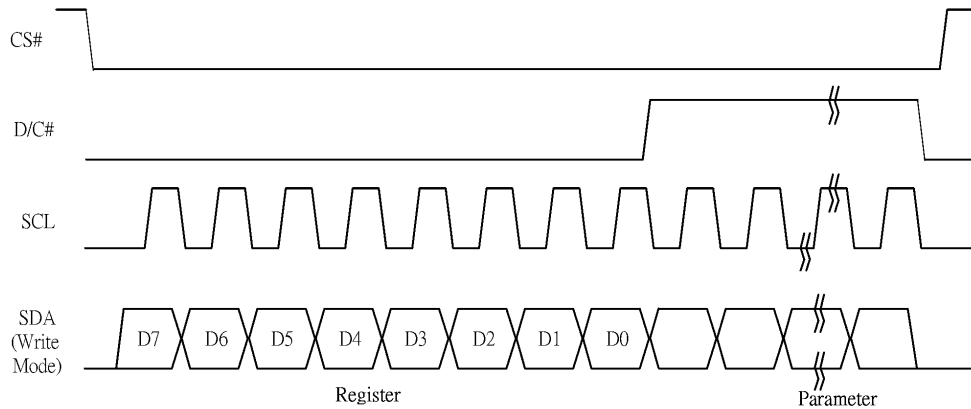 CS#
D/C#
SCL
SDA
(Write
Mode)
D7 D6 D5 D4 D3 D2 D1 D0
Register
Parameter